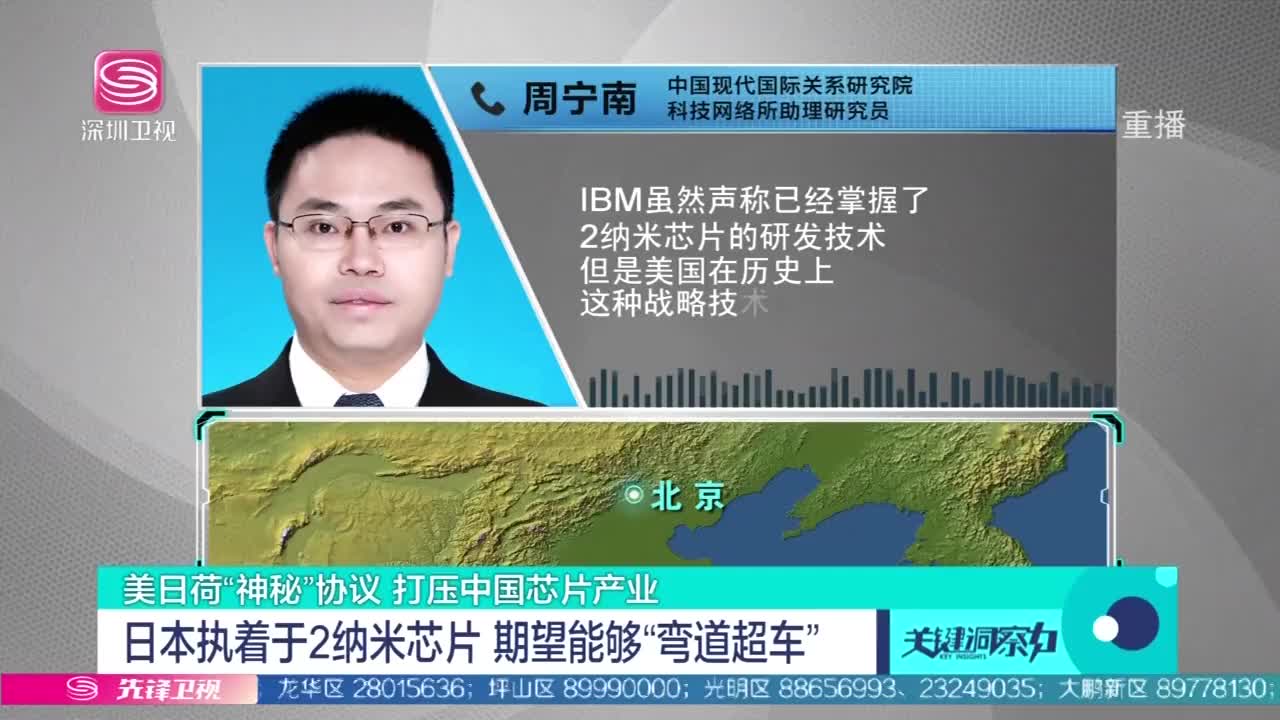 深圳卫视
周宁南
中国现代国际关系研究院
科技网络所助理研究员
重播
IBM虽然声称已经掌握了
2纳米芯片的研发技术
但是美国在历史上
这种战略技术
北京
美日荷“神秘”协议 打压中国芯片产业
日本执着于2纳米芯片 期望能够“弯道超车”
关键洞察力
KEY INSIGHTS
先锋卫视
龙华区 28015636；坪山区 89990000；光明区 88656993、23249035；大鹏新区 89778130；